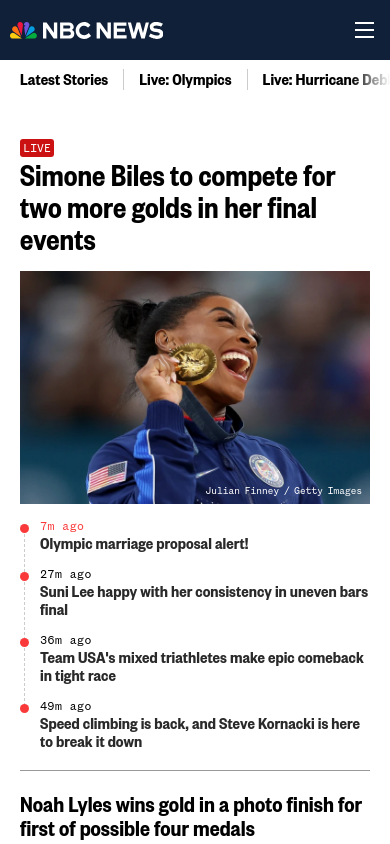 NBC NEWS
Latest Stories
Live: Olympics
Live: Hurricane Debby
LIVE
Simone Biles to compete for
two more golds in her final
events
Julian Finney / Getty Images
7m ago
Olympic marriage proposal alert!
27m ago
Suni Lee happy with her consistency in uneven bars
final
36m ago
Team USA's mixed triathletes make epic comeback
in tight race
49m ago
Speed climbing is back, and Steve Kornacki is here
to break it down
Noah Lyles wins gold in a photo finish for
first of possible four medals